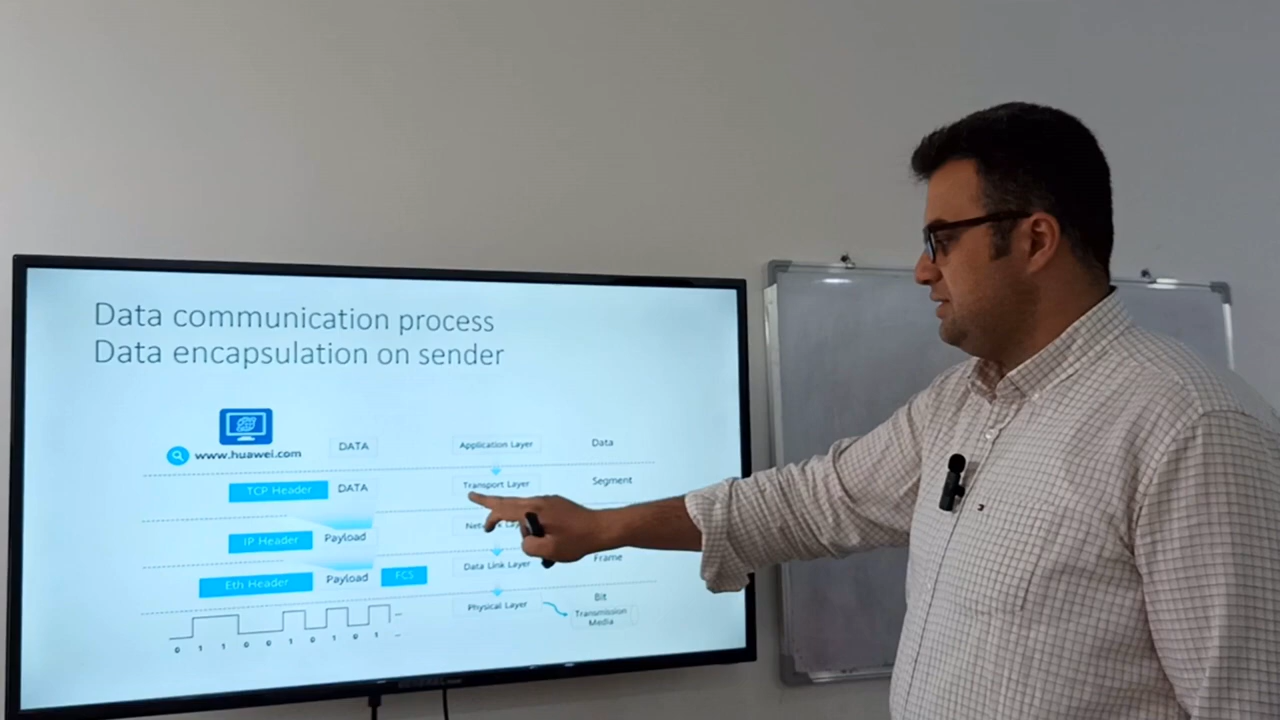 Data communication process
Data encapsulation on sender
www.huawei.com
DATA
Application Layer
Data
TCP Header
DATA
Transport Layer
Segment
IP Header
Payload
Eth Header
Payload
FCS
Data Link Layer
Frame
0 1 1 0 0 1 0 1 0 1
Physical Layer
Bit
Transmission
Media